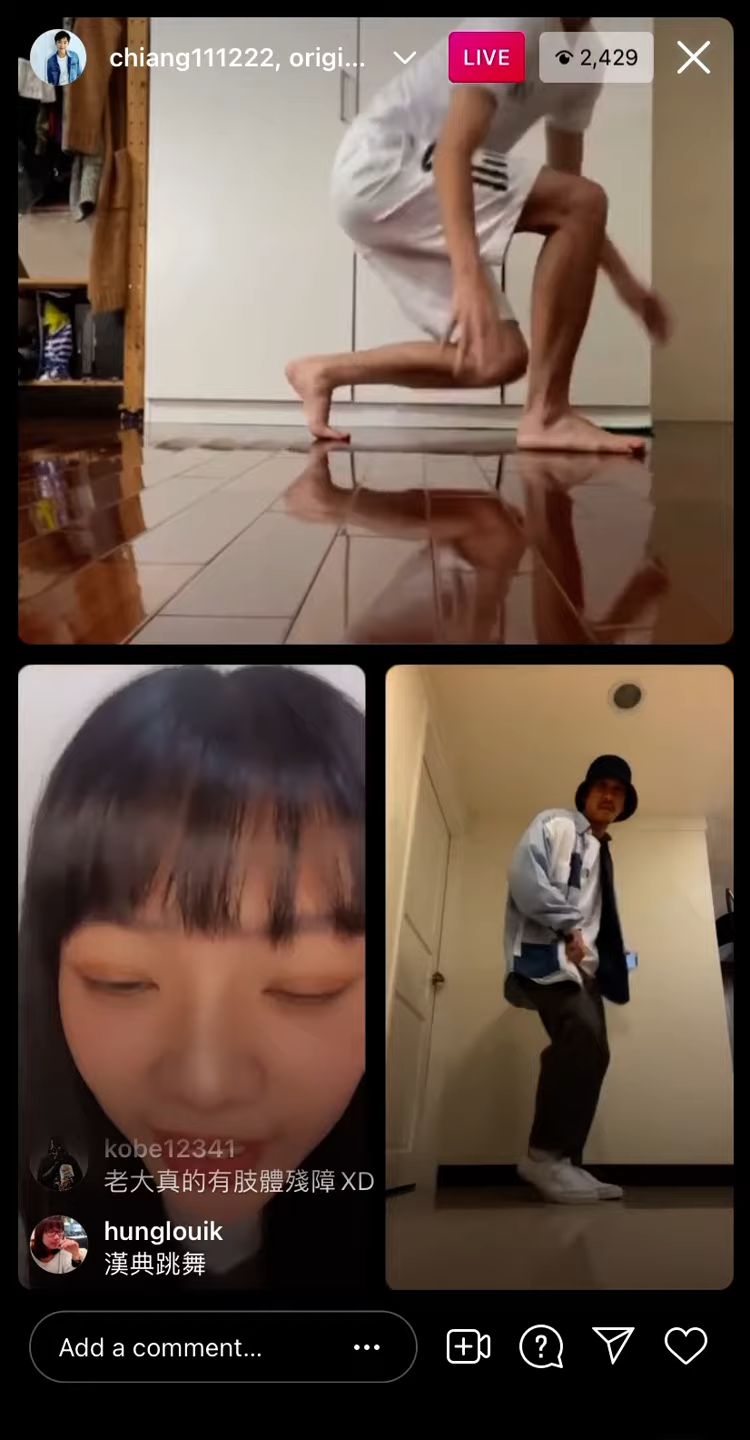 chiang111222, origi...
LIVE
2,429
kobe12341
老大真的有肢體殘障 XD
hunglouik
漢典跳舞
Add a comment...